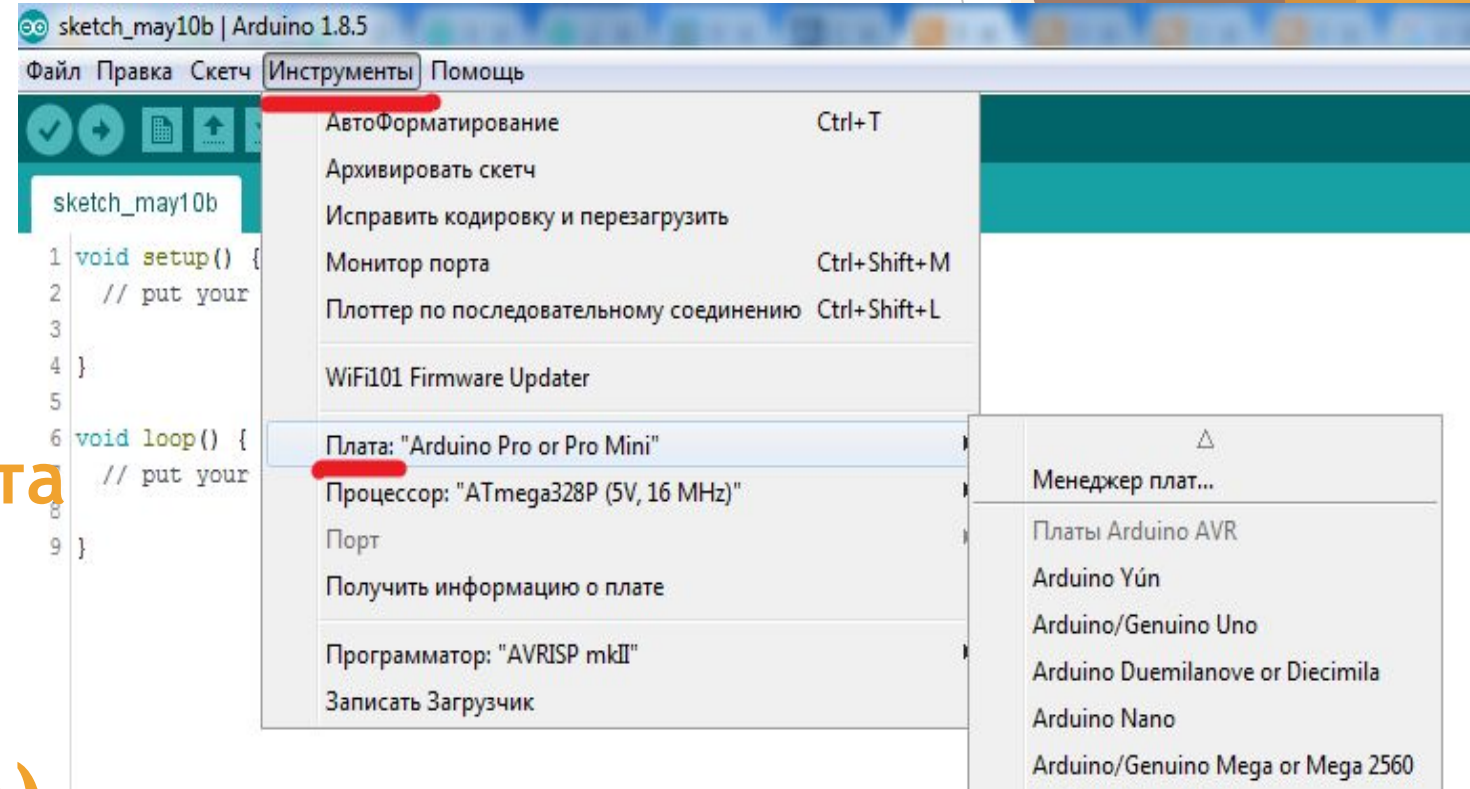 sketch_may10b | Arduino 1.8.5
Файл Правка Скетч Инструменты Помощь
АвтоФорматирование Ctrl+T
Архивировать скетч
Исправить кодировку и перезагрузить
Монитор порта Ctrl+Shift+M
Плоттер по последовательному соединению Ctrl+Shift+L
WiFi101 Firmware Updater
Плата: "Arduino Pro or Pro Mini"
Процессор: "ATmega328P (5V, 16 MHz)"
Порт
Получить информацию о плате
Программатор: "AVRISP mkII"
Записать Загрузчик
Менеджер плат...
Платы Arduino AVR
Arduino Yún
Arduino/Genuino Uno
Arduino Duemilanove or Diecimila
Arduino Nano
Arduino/Genuino Mega or Mega 2560
sketch_may10b
1 void setup() {
2 // put your
3
4 }
5
6 void loop() {
// put your
8
9 }
та
)